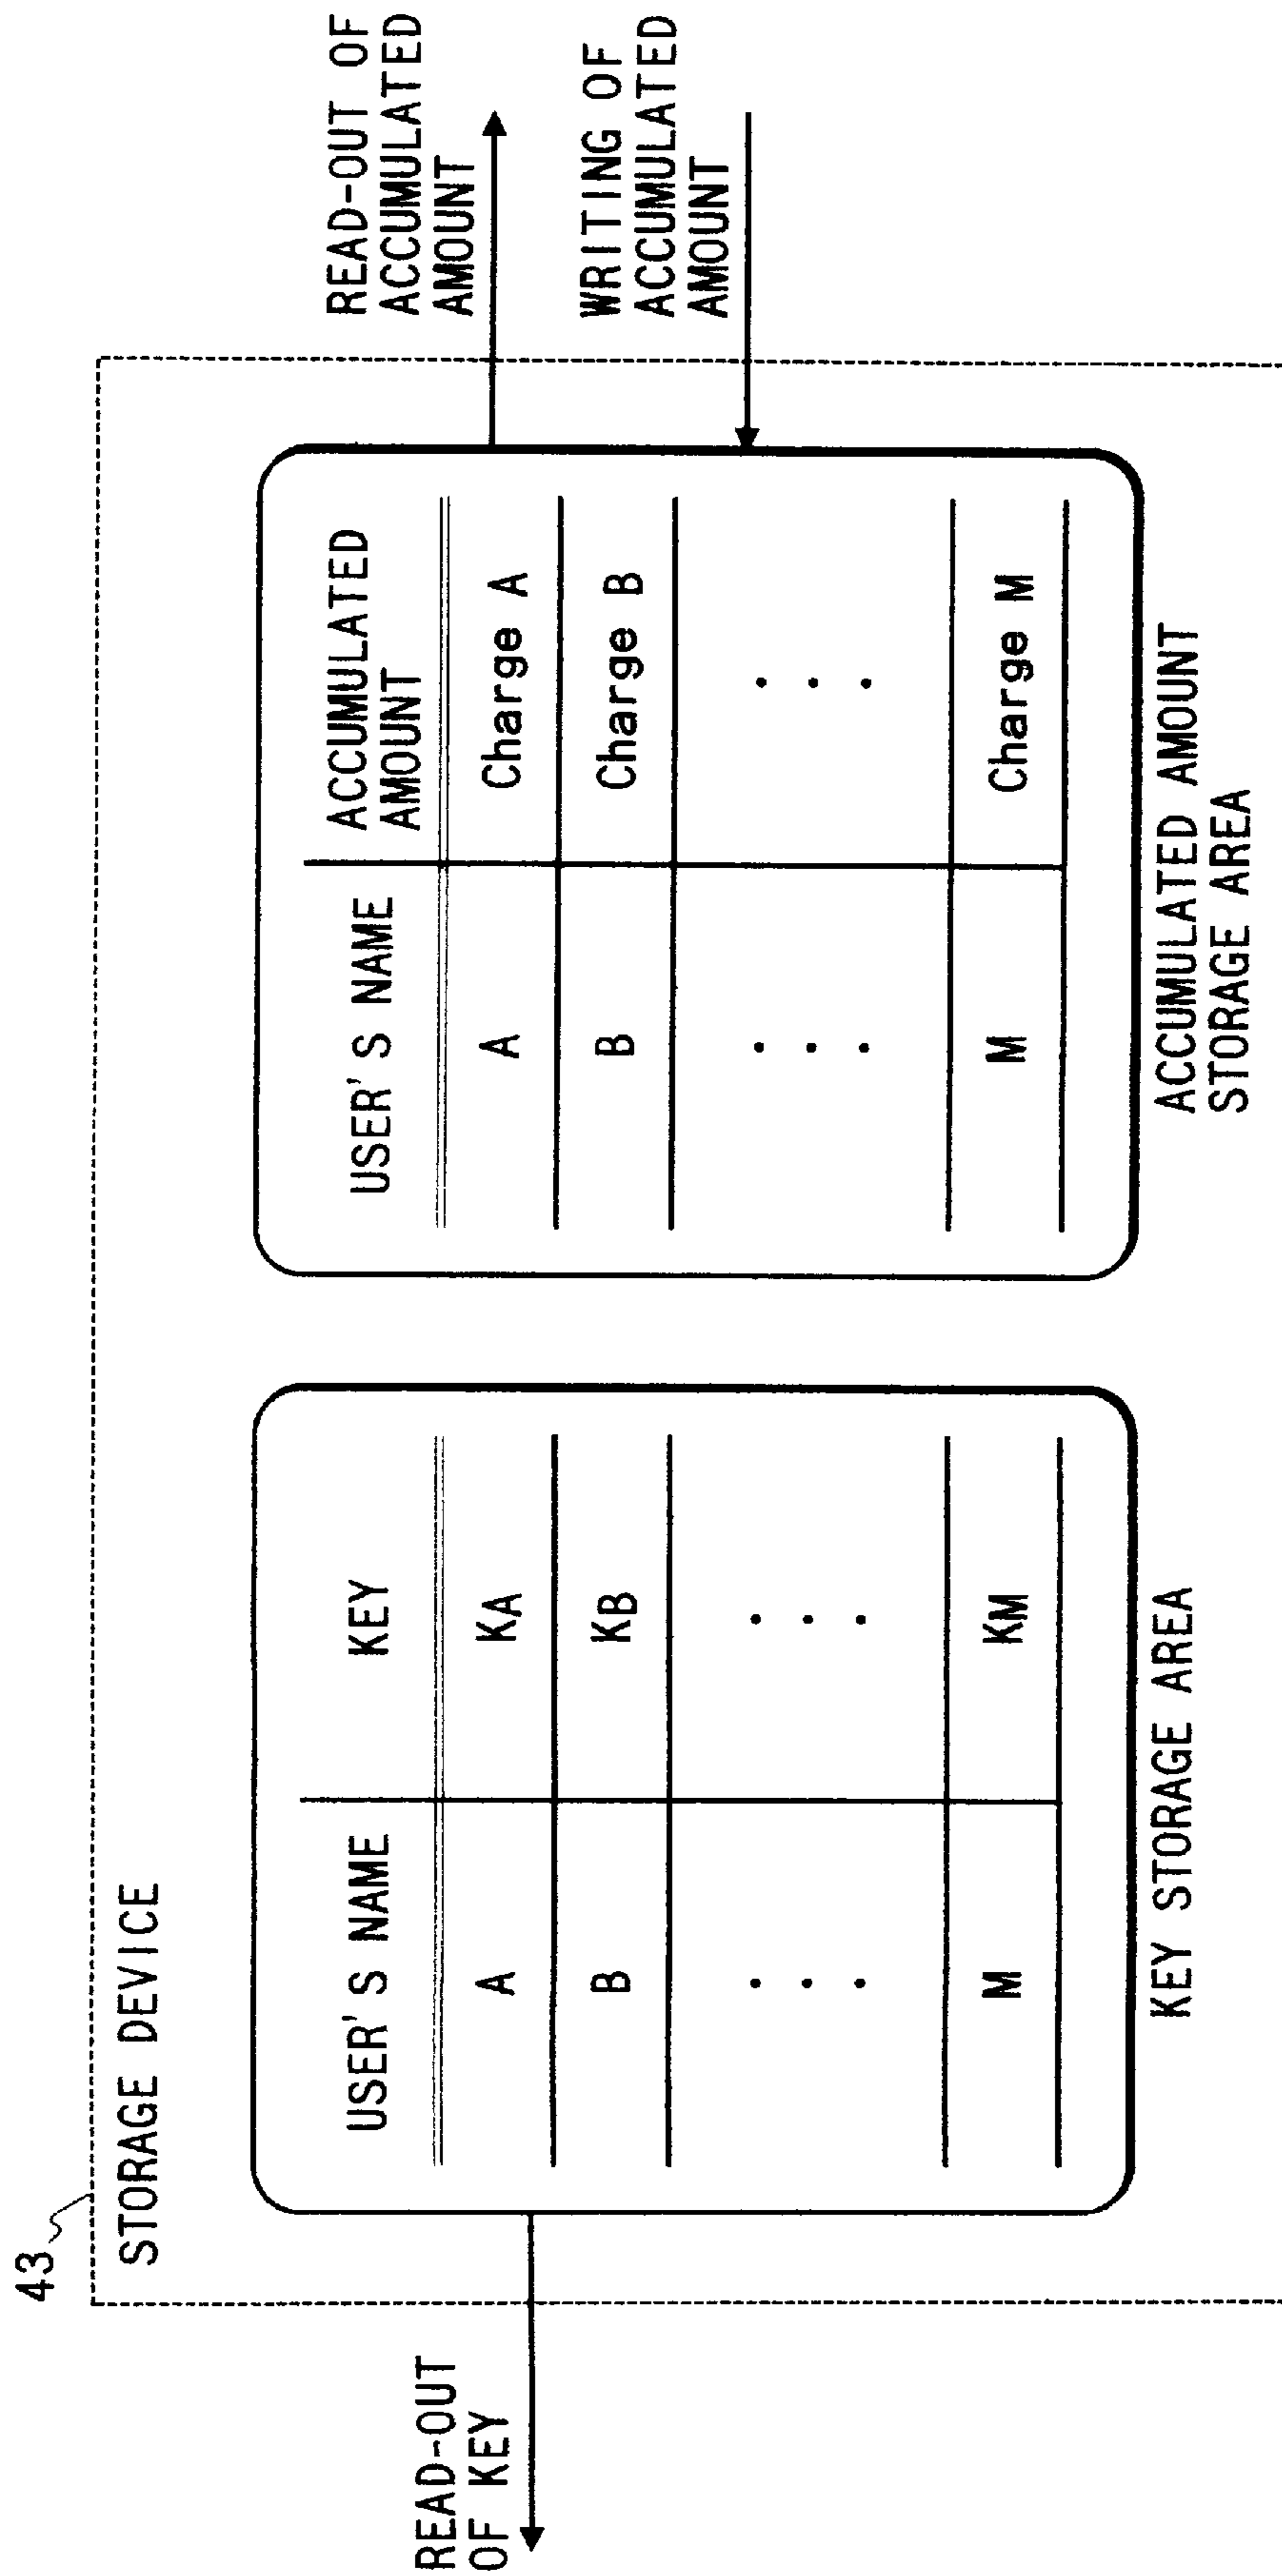 43
STORAGE DEVICE
READ-OUT
OF KEY
USER'S NAME KEY
A KA
B KB
· · · · · ·
M KM
KEY STORAGE AREA
USER'S NAME ACCUMULATED
AMOUNT
A Charge A
B Charge B
· · · · · ·
M Charge M
ACCUMULATED AMOUNT
STORAGE AREA
READ-OUT OF
ACCUMULATED
AMOUNT
WRITING OF
ACCUMULATED
AMOUNT